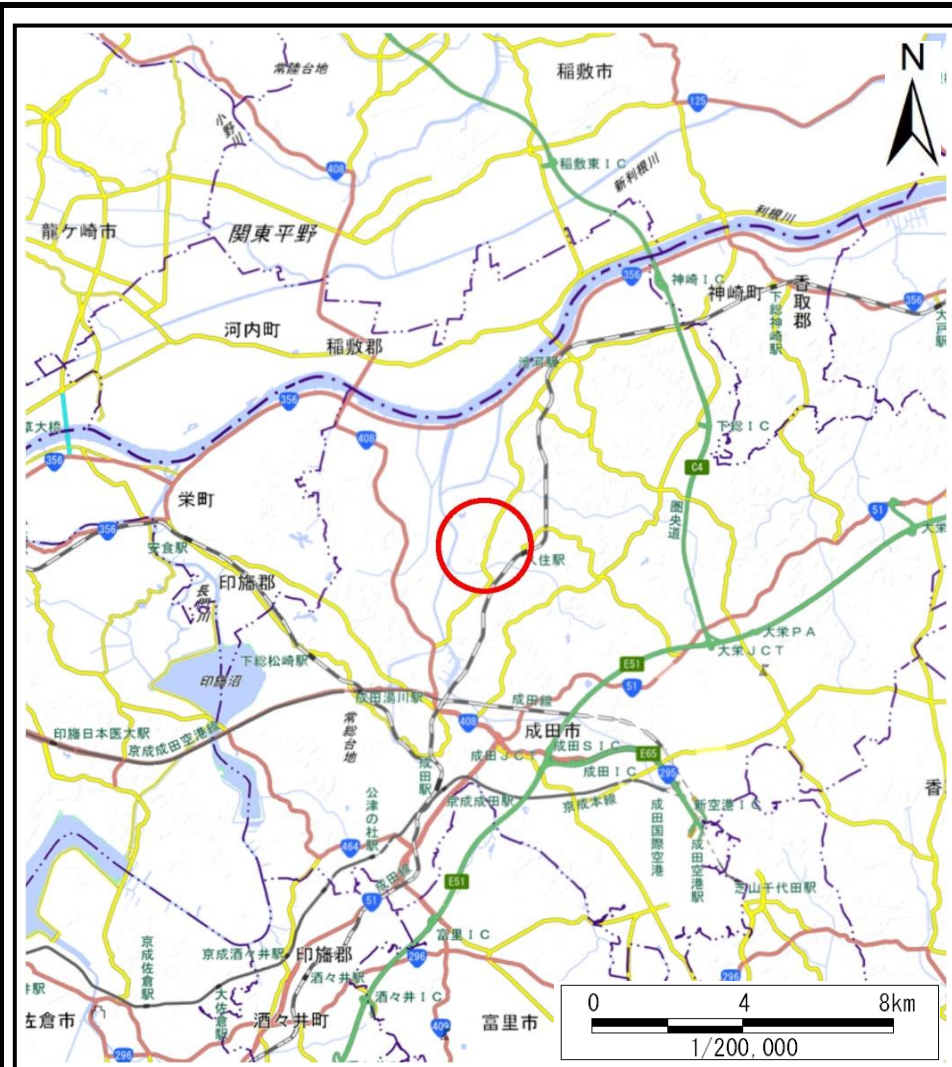 N
常陸台地
稲敷市
125
小野川
408
稲敷東IC
新利根川
利根川
龍ケ崎市
関東平野
356
神崎IC
神崎町
香取郡
下総神崎駅
356
大戸駅
河内町
稲敷郡
滑河駅
356
草大橋
408
下総IC
356
C4
栄町
51
圏央道
大栄
356
安食駅
久住駅
印旛郡
長門川
大栄PA
大栄JCT
下総松崎駅
E51
51
印旛沼
成田湯川駅
成田線
408
成田市
印旛日本医大駅
京成成田空港線
常総台地
成田JCT
成田SIC
E65
成田IC
295
成田駅
京成成田駅
京成本線
新空港IC
香
公津の杜駅
成田国際空港
成田空港駅
464
成田線
E51
芝山千代田駅
51
富里IC
京成佐倉駅
京成酒々井駅
印旛郡
296
酒々井駅
296
井駅
大佐倉駅
酒々井IC
佐倉市
酒々井町
409
富里市
296
0 4 8km
1/200,000